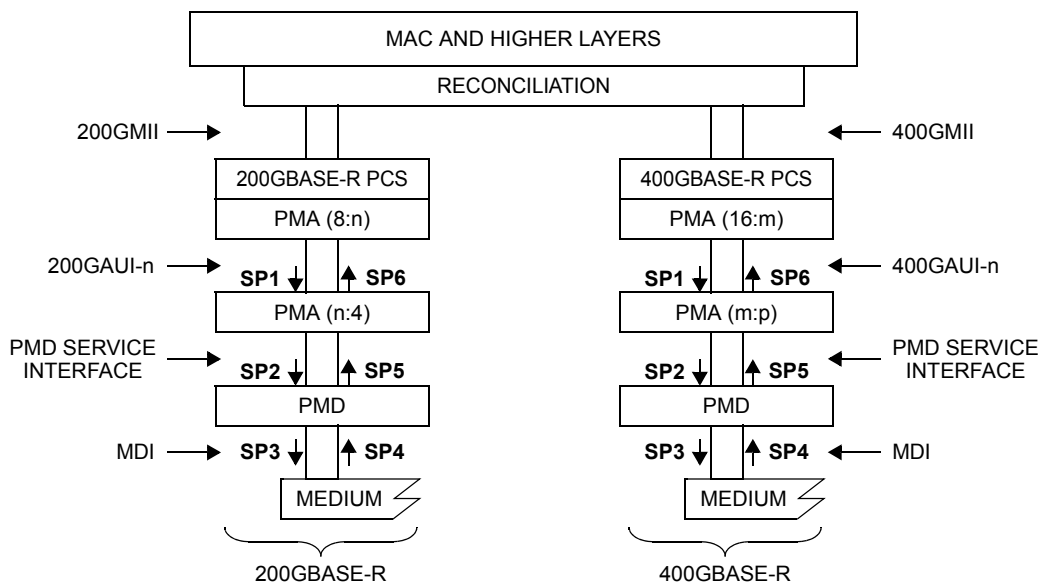 MAC AND HIGHER LAYERS
RECONCILIATION
200GMII
400GMII
200GBASE-R PCS
400GBASE-R PCS
PMA (8:n)
PMA (16:m)
200GAUI-n
400GAUI-n
SP1
SP6
SP1
SP6
PMA (n:4)
PMA (m:p)
PMD SERVICE
INTERFACE
PMD SERVICE
INTERFACE
SP2
SP5
SP2
SP5
PMD
PMD
MDI
SP3
SP4
SP3
SP4
MDI
MEDIUM
MEDIUM
200GBASE-R
400GBASE-R